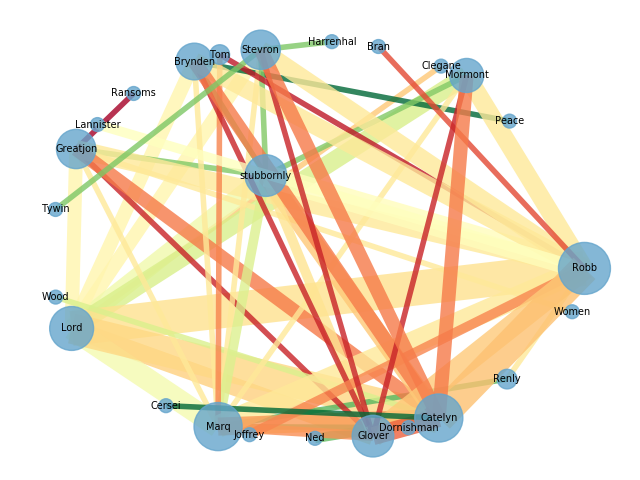 Harrenhal
Stevron
Bran
Tom
Brynden
Clegane
Mormont
Ransoms
Peace
Lannister
Greatjon
stubbornly
Tywin
Robb
Wood
Women
Lord
Renly
Cersei
Catelyn
Marq
Dornishman
Joffrey
Glover
Ned